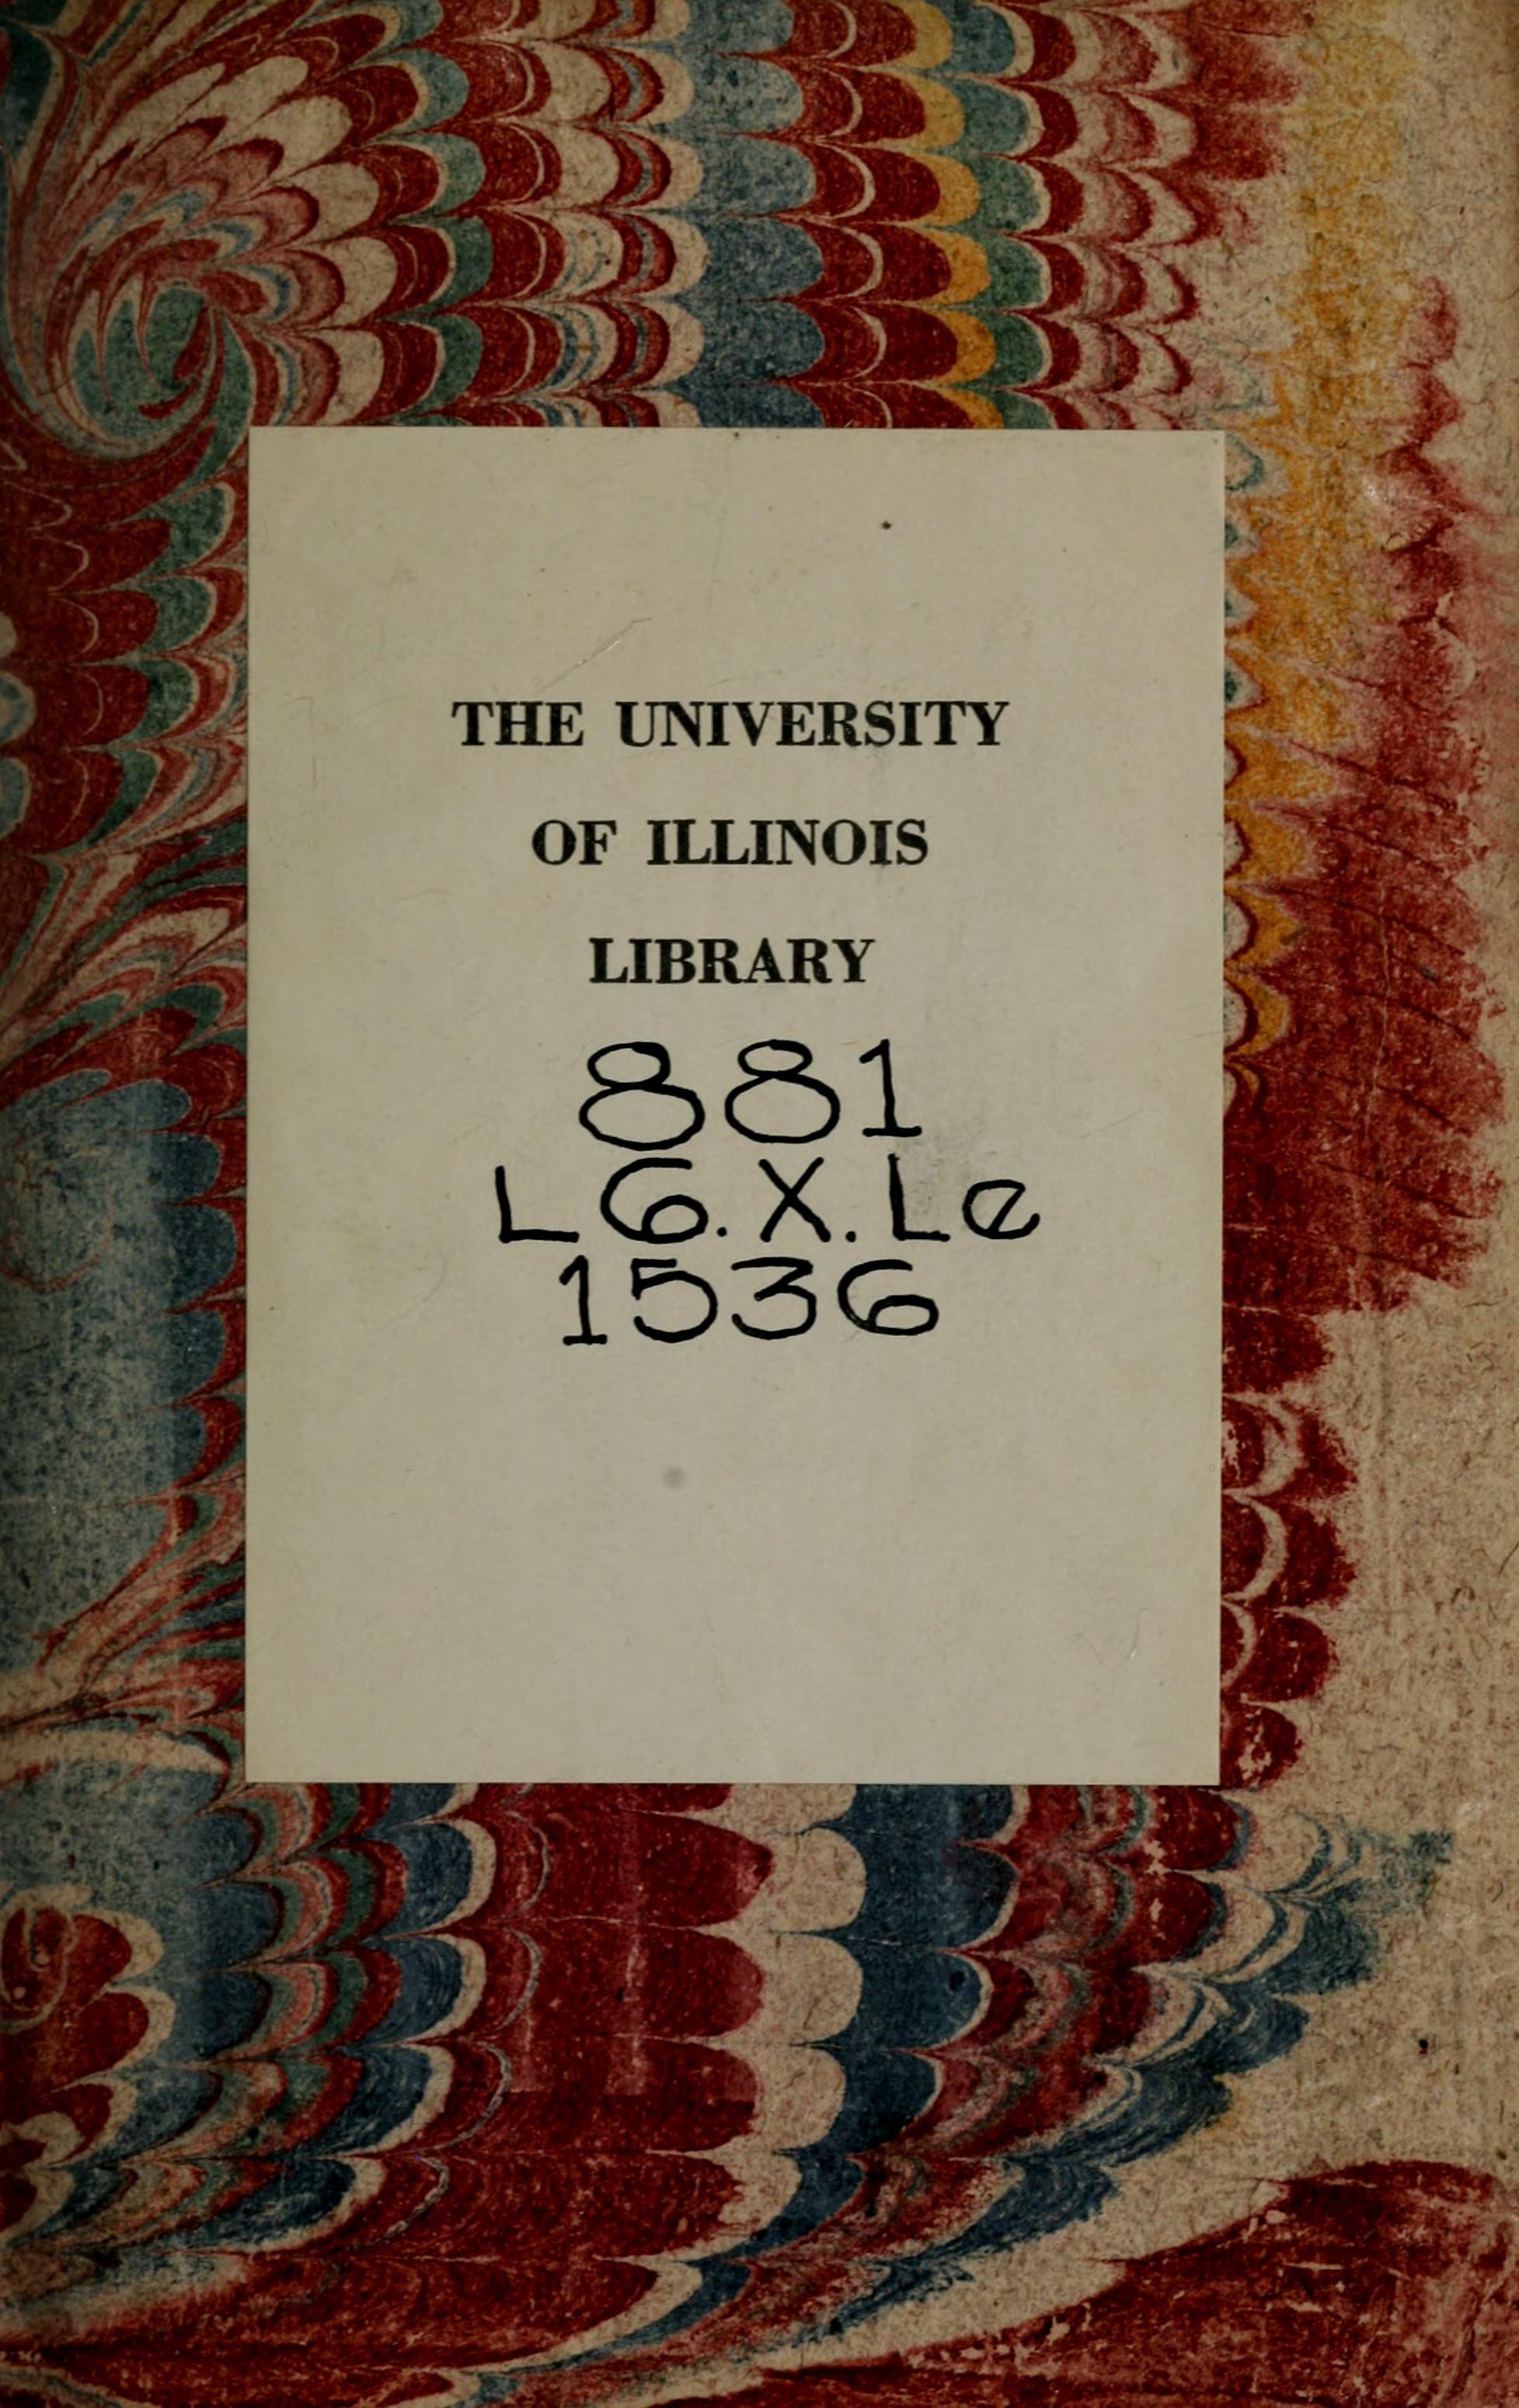 THE UNIVERSITY
OF ILLINOIS
LIBRARY
881
L6.X.Le
1536